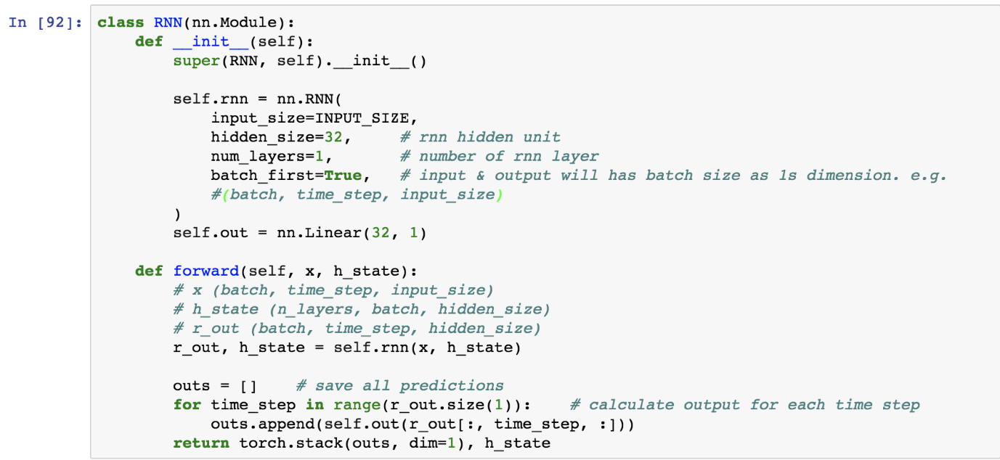 In [92]: class RNN(nn.Module):
    def __init__(self):
        super(RNN, self).__init__()

        self.rnn = nn.RNN(
            input_size=INPUT_SIZE,
            hidden_size=32,     # rnn hidden unit
            num_layers=1,       # number of rnn layer
            batch_first=True,   # input & output will has batch size as 1s dimension. e.g.
            #(batch, time_step, input_size)
        )
        self.out = nn.Linear(32, 1)

    def forward(self, x, h_state):
        # x (batch, time_step, input_size)
        # h_state (n_layers, batch, hidden_size)
        # r_out (batch, time_step, hidden_size)
        r_out, h_state = self.rnn(x, h_state)

        outs = []    # save all predictions
        for time_step in range(r_out.size(1)):    # calculate output for each time step
            outs.append(self.out(r_out[:, time_step, :]))
        return torch.stack(outs, dim=1), h_state